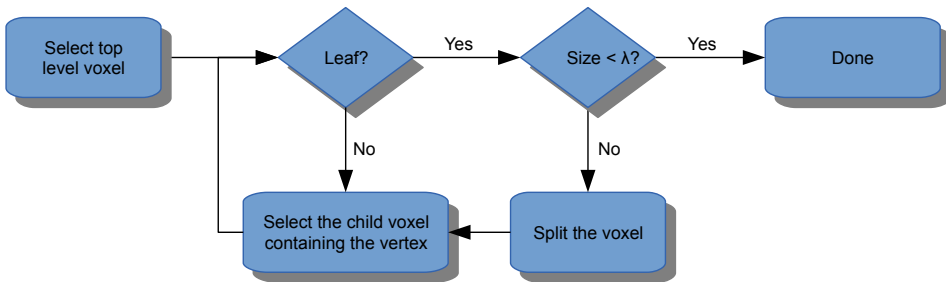 Select top
level voxel
Leaf?
Yes
Size < λ?
Yes
Done
No
No
Select the child voxel
containing the vertex
Split the voxel